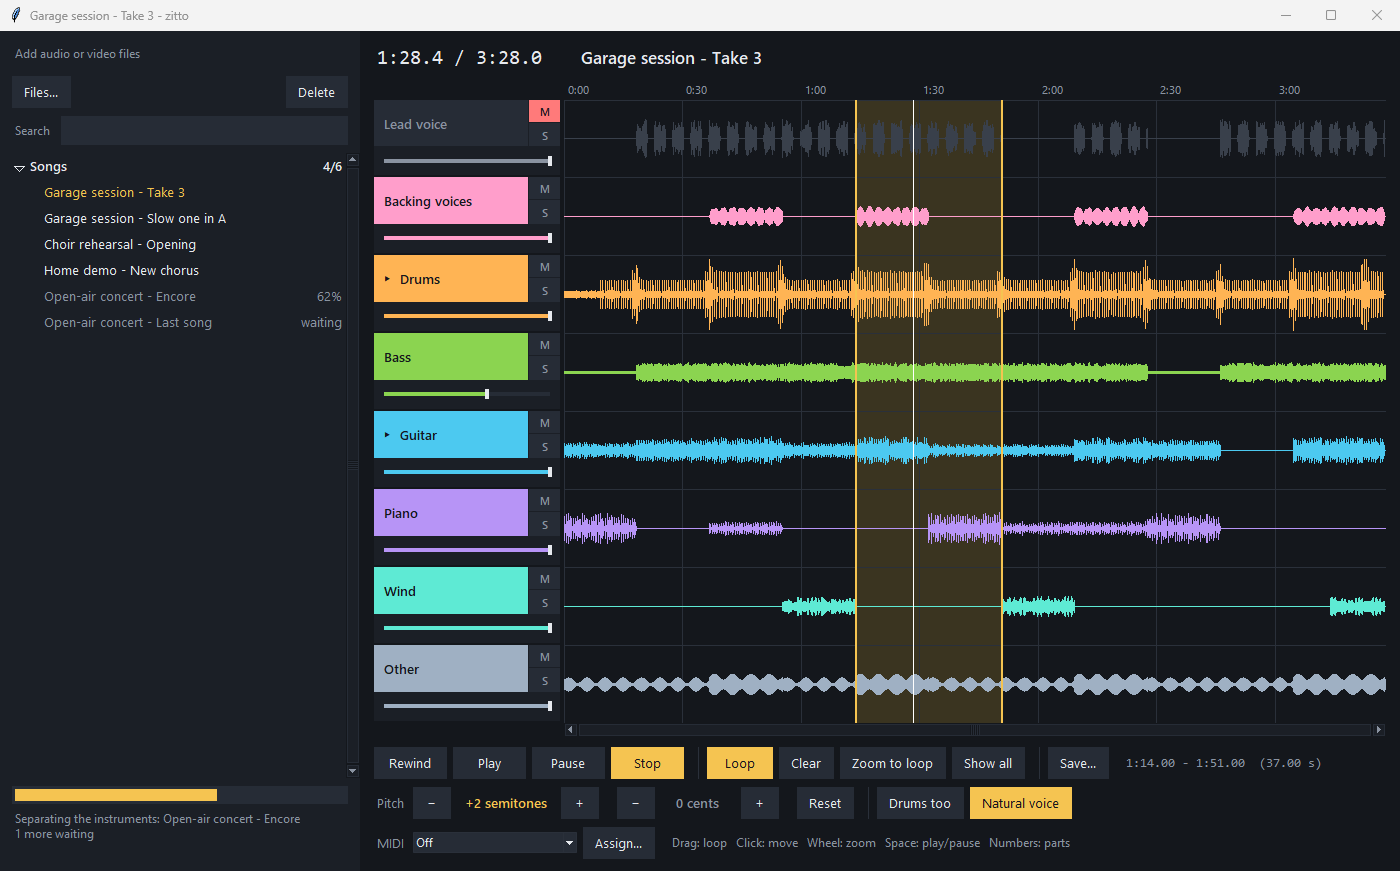 Garage session - Take 3 - zitto
Add audio or video files
Files...
Delete
Search
Songs 4/6
Garage session - Take 3
Garage session - Slow one in A
Choir rehearsal - Opening
Home demo - New chorus
Open-air concert - Encore 62%
Open-air concert - Last song waiting
Separating the instruments: Open-air concert - Encore
1 more waiting
1:28.4 / 3:28.0 Garage session - Take 3
0:00 0:30 1:00 1:30 2:00 2:30 3:00
Lead voice M
S
Backing voices M
S
Drums M
S
Bass M
S
Guitar M
S
Piano M
S
Wind M
S
Other M
S
Rewind Play Pause Stop Loop Clear Zoom to loop Show all Save... 1:14.00 - 1:51.00 (37.00 s)
Pitch − +2 semitones + − 0 cents + Reset Drums too Natural voice
MIDI Off Assign... Drag: loop Click: move Wheel: zoom Space: play/pause Numbers: parts